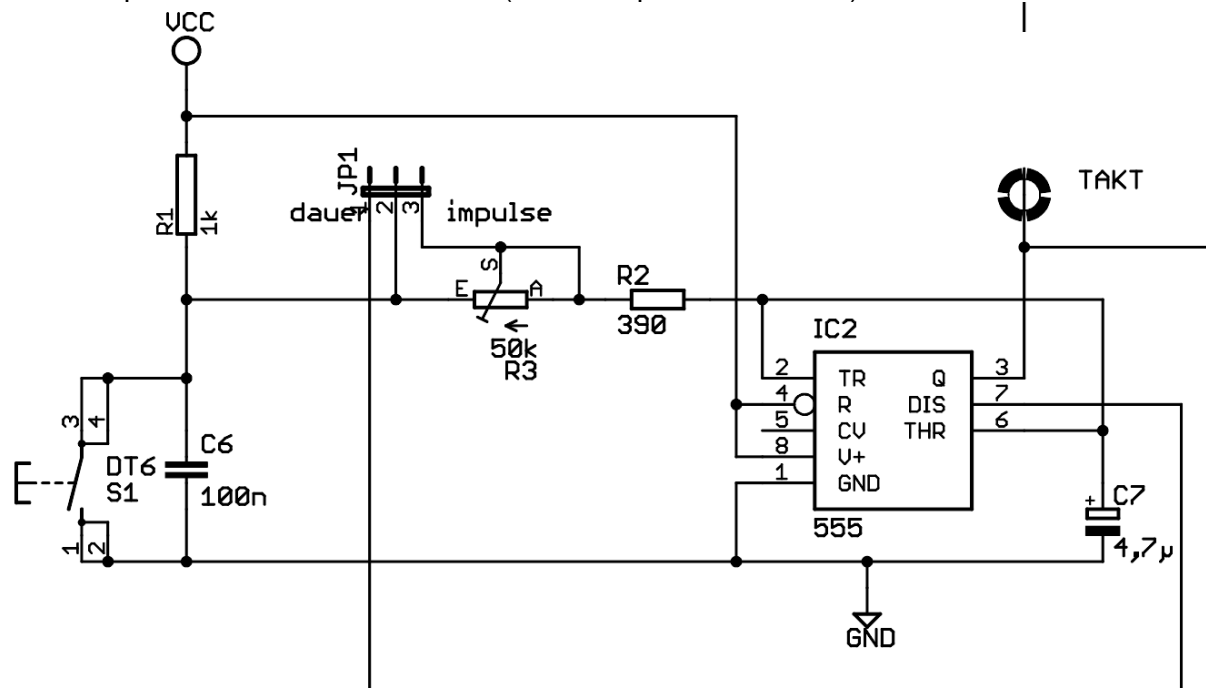 VCC
JP1
TAKT
R1
1k
1
2
3
dauer
impulse
S
E
A
R2
390
50k
R3
IC2
2
TR
Q
3
4
R
DIS
7
5
CV
THR
6
8
V+
1
GND
555
3
4
DT6
S1
1
2
C6
100n
+
C7
4,7µ
GND